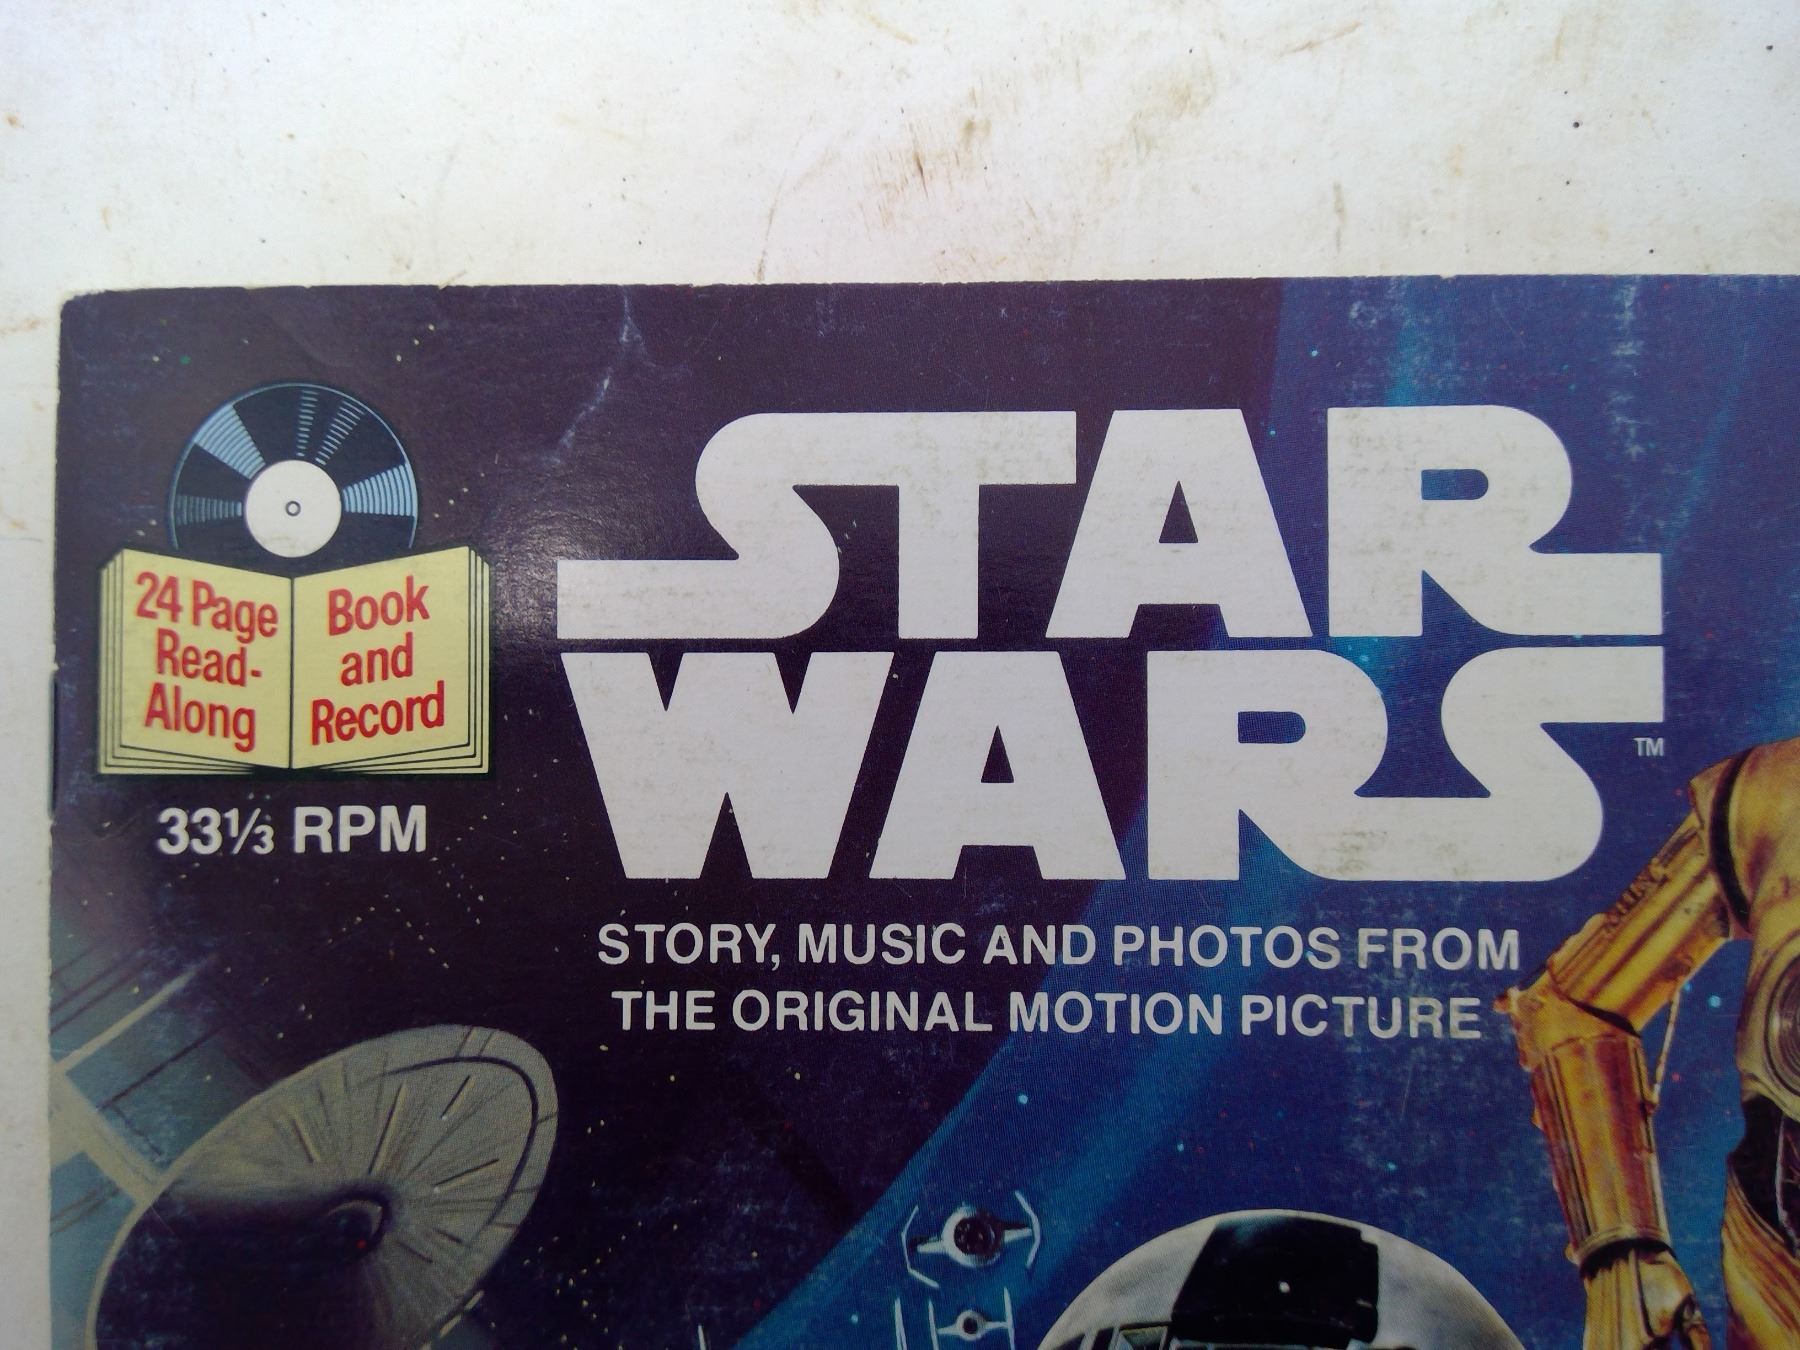 24 Page
Read-
Along
Book
and
Record
33⅓ RPM
STAR
WARS
TM
STORY, MUSIC AND PHOTOS FROM
THE ORIGINAL MOTION PICTURE